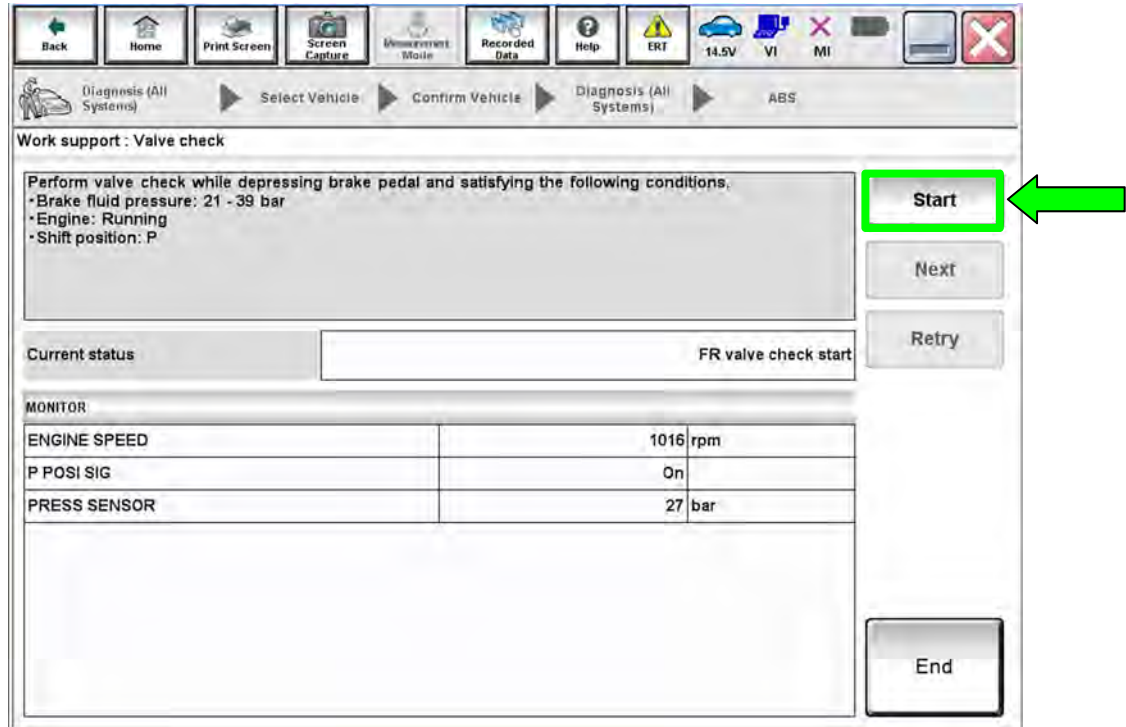 Back
Home
Print Screen
Screen Capture
Measurement Mode
Recorded Data
Help
ERT
14.5V
VI
MI
Diagnosis (All Systems)
Select Vehicle
Confirm Vehicle
Diagnosis (All Systems)
ABS
Work support : Valve check
Perform valve check while depressing brake pedal and satisfying the following conditions.
・Brake fluid pressure: 21 - 39 bar
・Engine: Running
・Shift position: P
Start
Next
Retry
Current status
FR valve check start
MONITOR
ENGINE SPEED 1016 rpm
P POSI SIG On
PRESS SENSOR 27 bar
End